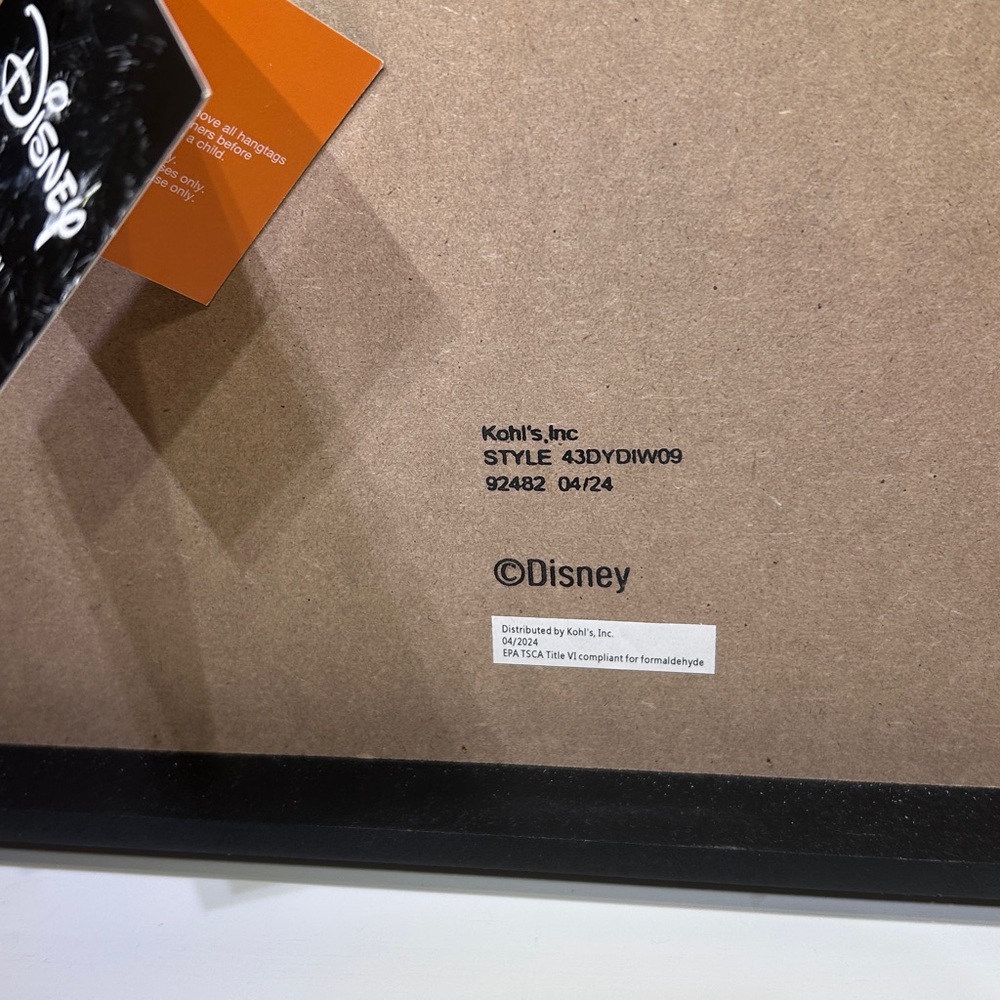 Disney
ove all hangtags
ners before
a child.
y.
ses only.
se only.
Kohl's,Inc
STYLE 43DYDIW09
92482 04/24
©Disney
Distributed by Kohl's, Inc.
04/2024
EPA TSCA Title VI compliant for formaldehyde